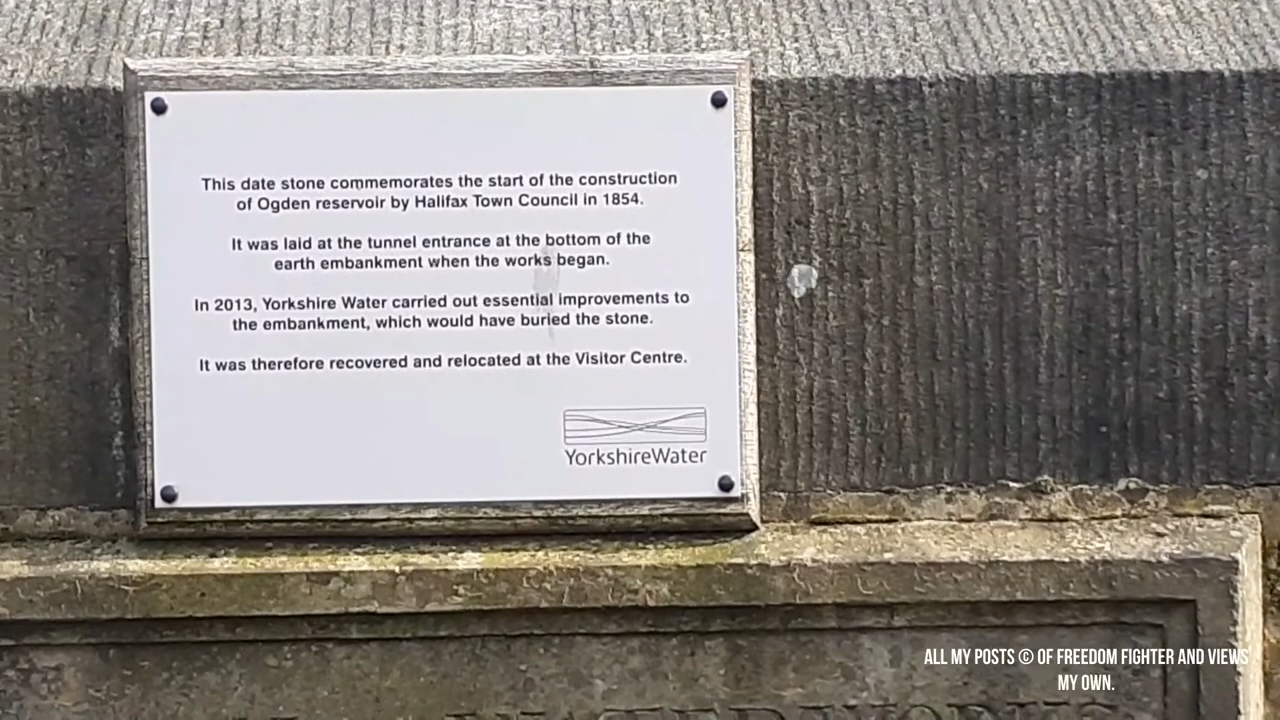 This date stone commemorates the start of the construction
of Ogden reservoir by Halifax Town Council in 1854.
It was laid at the tunnel entrance at the bottom of the
earth embankment when the works began.
In 2013, Yorkshire Water carried out essential improvements to
the embankment, which would have buried the stone.
It was therefore recovered and relocated at the Visitor Centre.
YorkshireWater
ALL MY POSTS © OF FREEDOM FIGHTER AND VIEWS
MY OWN.